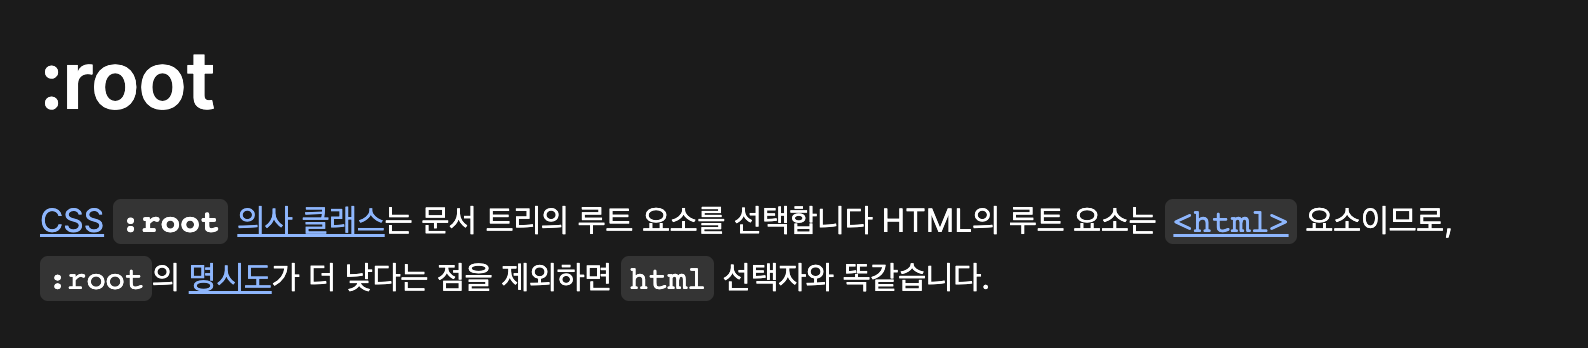 :root
CSS :root 의사 클래스는 문서 트리의 루트 요소를 선택합니다 HTML의 루트 요소는 <html> 요소이므로,
:root의 명시도가 더 낮다는 점을 제외하면 html 선택자와 똑같습니다.